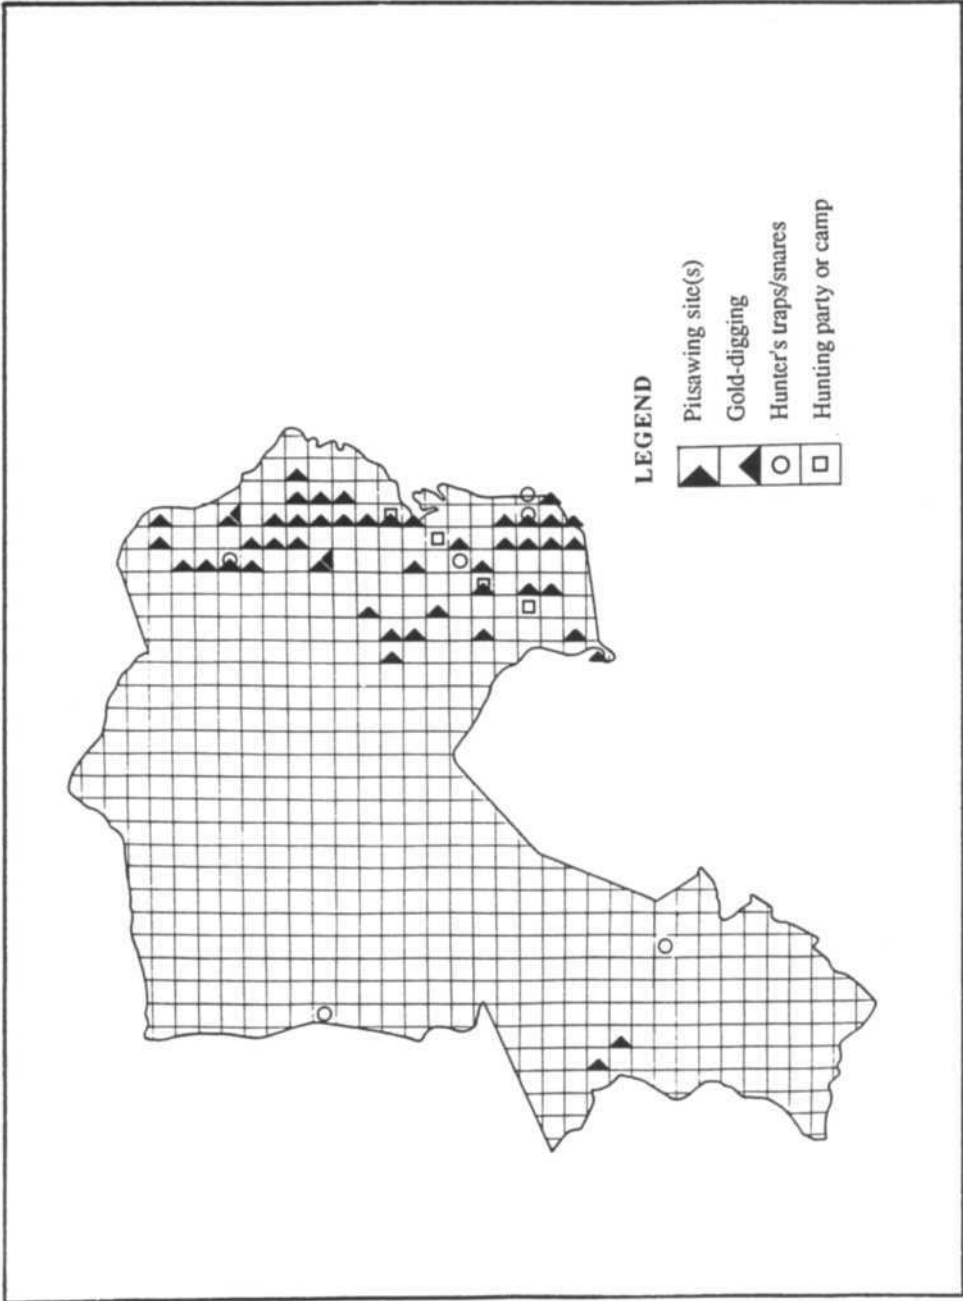 LEGEND
Pitsawing site(s)
Gold-digging
Hunter's traps/snares
Hunting party or camp